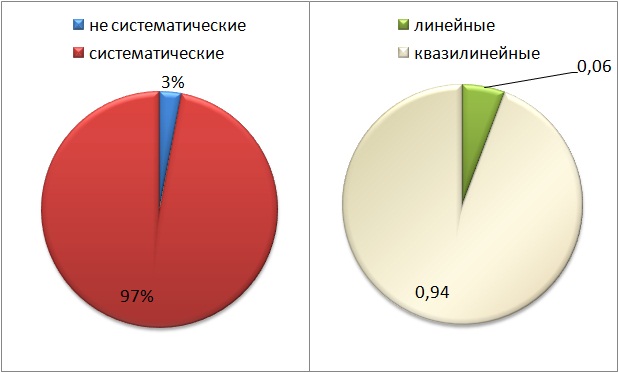 не систематические
систематические
3%
97%
линейные
квазилинейные
0,06
0,94